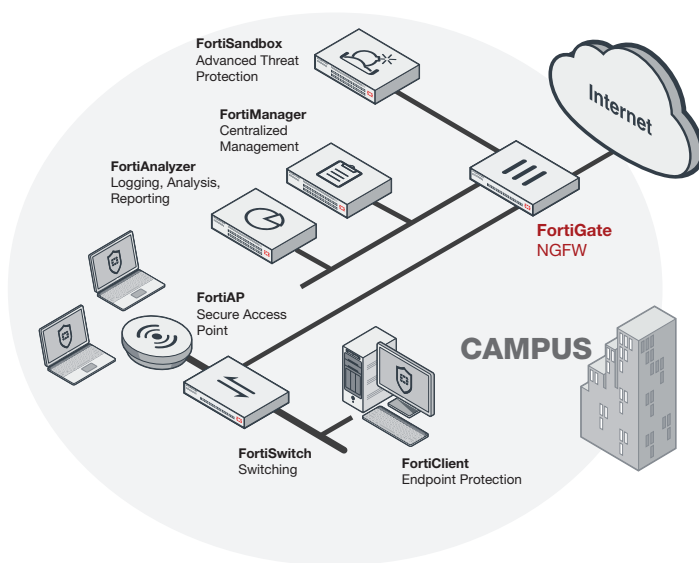 FortiSandbox
Advanced Threat
Protection
FortiManager
Centralized
Management
FortiAnalyzer
Logging, Analysis,
Reporting
Internet
FortiGate
NGFW
FortiAP
Secure Access
Point
CAMPUS
FortiSwitch
Switching
FortiClient
Endpoint Protection